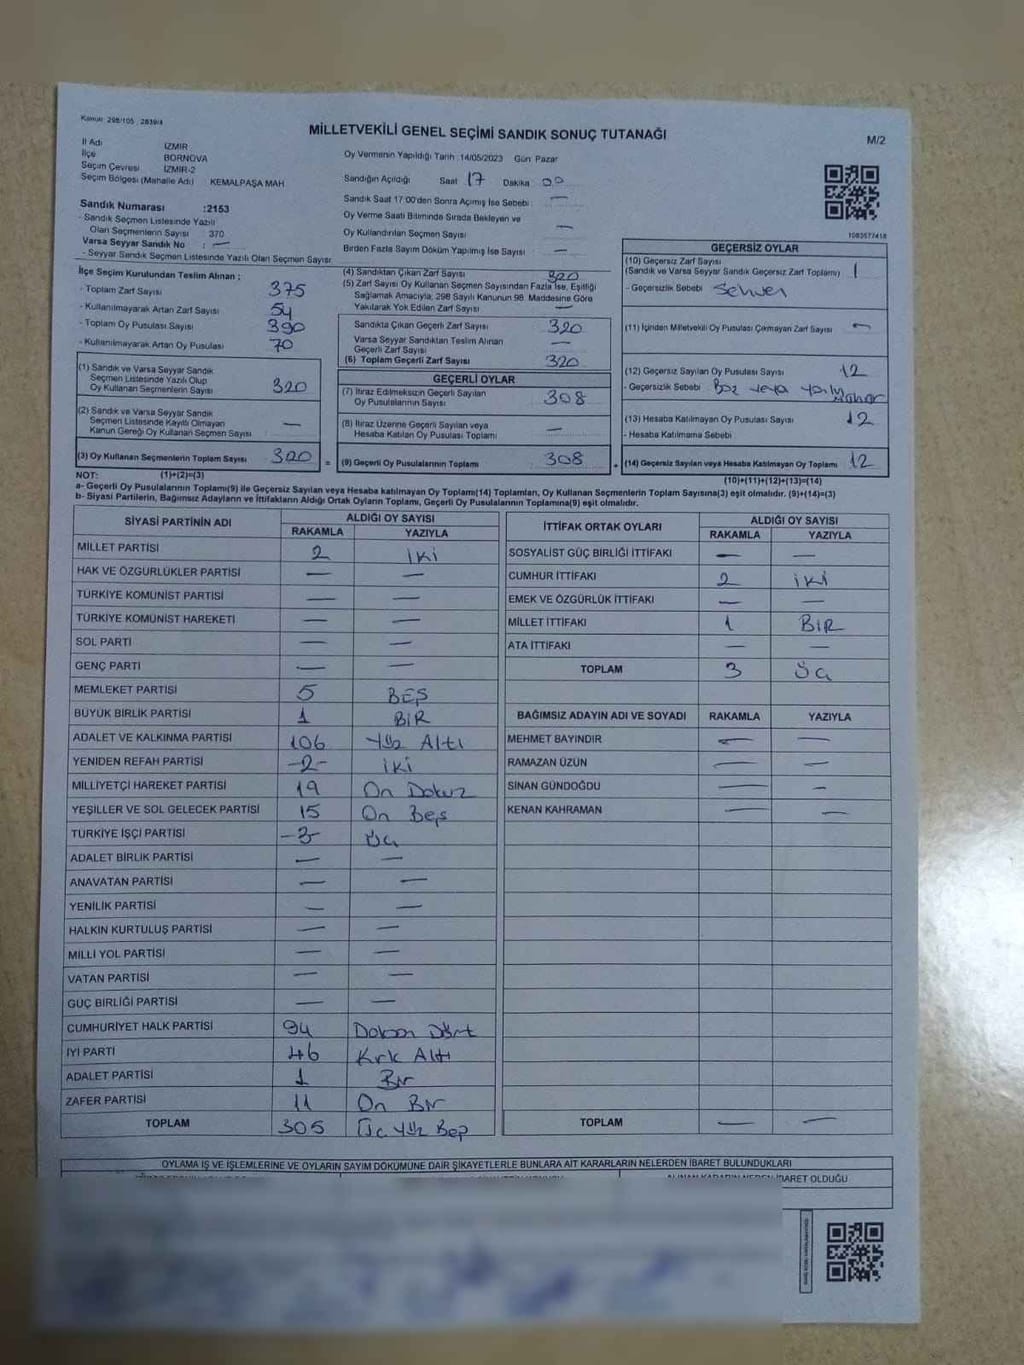 Kanun: 298/105 , 2839/4
MİLLETVEKİLİ GENEL SEÇİMİ SANDIK SONUÇ TUTANAĞI
M/2
İl Adı İZMİR
İlçe BORNOVA
Seçim Çevresi İZMİR-2
Seçim Bölgesi (Mahalle Adı) KEMALPAŞA MAH
Oy Vermenin Yapıldığı Tarih :14/05/2023 Gün Pazar
Sandığın Açıldığı Saat 17 Dakika 00
Sandık Saat 17:00'den Sonra Açılmış İse Sebebi : —
Oy Verme Saati Bitiminde Sırada Bekleyen ve
Oy Kullandırılan Seçmen Sayısı —
Birden Fazla Sayım Döküm Yapılmış İse Sayısı —
1083577418
Sandık Numarası :2153
- Sandık Seçmen Listesinde Yazılı
Olan Seçmenlerin Sayısı 370
Varsa Seyyar Sandık No : —
- Seyyar Sandık Seçmen Listesinde Yazılı Olan Seçmen Sayısı
İlçe Seçim Kurulundan Teslim Alınan :
- Toplam Zarf Sayısı 375
- Kullanılmayarak Artan Zarf Sayısı 54
- Toplam Oy Pusulası Sayısı 390
- Kullanılmayarak Artan Oy Pusulası 70
(1) Sandık ve Varsa Seyyar Sandık
Seçmen Listesinde Yazılı Olup
Oy Kullanan Seçmenlerin Sayısı 320
(2) Sandık ve Varsa Seyyar Sandık
Seçmen Listesinde Kayıtlı Olmayan
Kanun Gereği Oy Kullanan Seçmen Sayısı —
(3) Oy Kullanan Seçmenlerin Toplam Sayısı 320
(4) Sandıktan Çıkan Zarf Sayısı 320
(5) Zarf Sayısı Oy Kullanan Seçmen Sayısından Fazla İse, Eşitliği
Sağlamak Amacıyla, 298 Sayılı Kanunun 98. Maddesine Göre
Yakılarak Yok Edilen Zarf Sayısı —
Sandıkta Çıkan Geçerli Zarf Sayısı 320
Varsa Seyyar Sandıktan Teslim Alınan
Geçerli Zarf Sayısı —
(6) Toplam Geçerli Zarf Sayısı 320
GEÇERLİ OYLAR
(7) İtiraz Edilmeksizin Geçerli Sayılan
Oy Pusulalarının Sayısı 308
(8) İtiraz Üzerine Geçerli Sayılan veya
Hesaba Katılan Oy Pusulası Toplamı —
= (9) Geçerli Oy Pusulalarının Toplamı 308
GEÇERSİZ OYLAR
(10) Geçersiz Zarf Sayısı
(Sandık ve Varsa Seyyar Sandık Geçersiz Zarf Toplamı) 1
- Geçersizlik Sebebi Sehven
(11) İçinden Milletvekili Oy Pusulası Çıkmayan Zarf Sayısı —
(12) Geçersiz Sayılan Oy Pusulası Sayısı 12
- Geçersizlik Sebebi Boz veya yanlış Mühür
(13) Hesaba Katılmayan Oy Pusulası Sayısı 12
- Hesaba Katılmama Sebebi
+ (14) Geçersiz Sayılan veya Hesaba Katılmayan Oy Toplamı 12
NOT: (1)+(2)=(3) (10)+(11)+(12)+(13)=(14)
a- Geçerli Oy Pusulalarının Toplamı(9) ile Geçersiz Sayılan veya Hesaba katılmayan Oy Toplamı(14) Toplamları, Oy Kullanan Seçmenlerin Toplam Sayısına(3) eşit olmalıdır. (9)+(14)=(3)
b- Siyasi Partilerin, Bağımsız Adayların ve İttifakların Aldığı Ortak Oyların Toplamı, Geçerli Oy Pusulalarının Toplamına(9) eşit olmalıdır.
SİYASİ PARTİNİN ADI ALDIĞI OY SAYISI
RAKAMLA YAZIYLA
MİLLET PARTİSİ 2 İKİ
HAK VE ÖZGÜRLÜKLER PARTİSİ — —
TÜRKİYE KOMÜNİST PARTİSİ — —
TÜRKİYE KOMÜNİST HAREKETİ — —
SOL PARTİ — —
GENÇ PARTİ — —
MEMLEKET PARTİSİ 5 BEŞ
BÜYÜK BİRLİK PARTİSİ 1 BİR
ADALET VE KALKINMA PARTİSİ 106 Yüz Altı
YENİDEN REFAH PARTİSİ -2- iki
MİLLİYETÇİ HAREKET PARTİSİ 19 On Dokuz
YEŞİLLER VE SOL GELECEK PARTİSİ 15 On Beş
TÜRKİYE İŞÇİ PARTİSİ -3- Üç
ADALET BİRLİK PARTİSİ — —
ANAVATAN PARTİSİ — —
YENİLİK PARTİSİ — —
HALKIN KURTULUŞ PARTİSİ — —
MİLLİ YOL PARTİSİ — —
VATAN PARTİSİ — —
GÜÇ BİRLİĞİ PARTİSİ — —
CUMHURİYET HALK PARTİSİ 94 Doksan Dört
İYİ PARTİ 46 Kırk Altı
ADALET PARTİSİ 1 Bir
ZAFER PARTİSİ 11 On Bir
TOPLAM 305 Üç Yüz Beş
İTTİFAK ORTAK OYLARI ALDIĞI OY SAYISI
RAKAMLA YAZIYLA
SOSYALİST GÜÇ BİRLİĞİ İTTİFAKI — —
CUMHUR İTTİFAKI 2 iKi
EMEK VE ÖZGÜRLÜK İTTİFAKI — —
MİLLET İTTİFAKI 1 BİR
ATA İTTİFAKI — —
TOPLAM 3 Üç
BAĞIMSIZ ADAYIN ADI VE SOYADI RAKAMLA YAZIYLA
MEHMET BAYINDIR — —
RAMAZAN ÜZÜN — —
SİNAN GÜNDOĞDU — —
KENAN KAHRAMAN — —
TOPLAM — —
OYLAMA İŞ VE İŞLEMLERİNE VE OYLARIN SAYIM DÖKÜMÜNE DAİR ŞİKAYETLERLE BUNLARA AİT KARARLARIN NELERDEN İBARET BULUNDUKLARI
ALINAN KARARIN NEDEN İBARET OLDUĞU